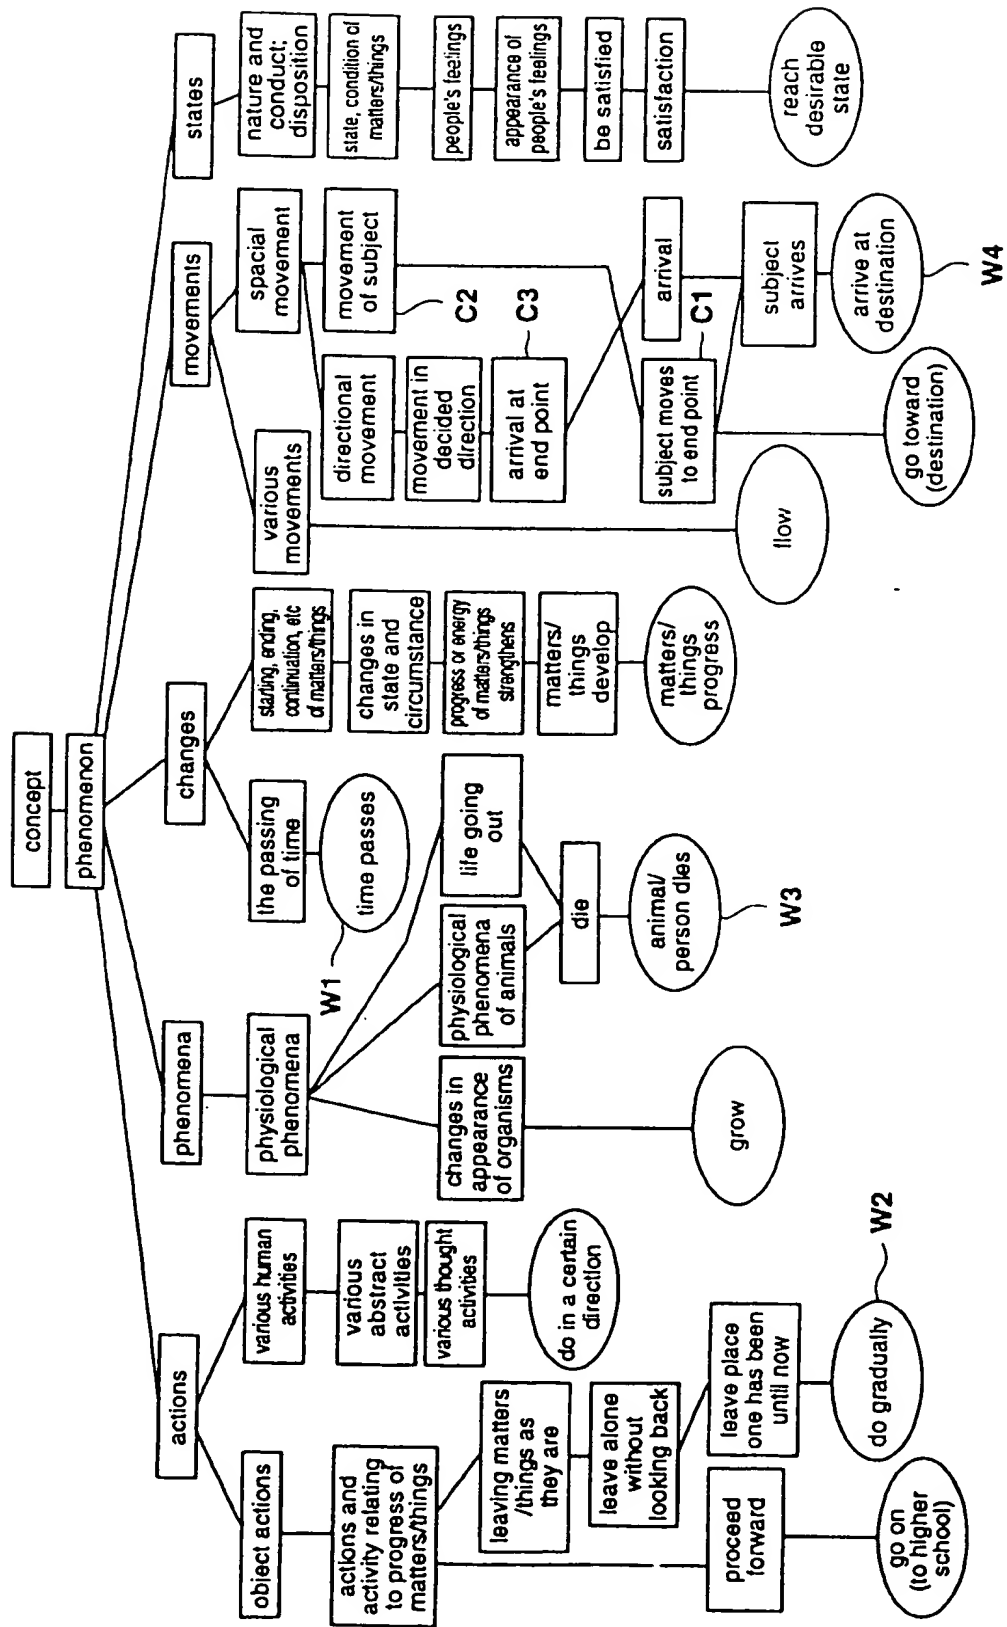 concept
phenomenon
actions
phenomena
changes
movements
states
object actions
various human
activities
physiological
phenomena
the passing
of time
starting, ending,
continuation, etc
of matters/things
various
movements
spacial
movement
nature and
conduct;
disposition
actions and
activity relating
to progress of
matters/things
various
abstract
activities
time passes
W1
changes in
state and
circumstance
directional
movement
movement
of subject
C2
state, condition of
matters/things
various thought
activities
progress or energy
of matters/things
strengthens
movement in
decided
direction
people's feelings
leaving matters
/things as
they are
do in a certain
direction
changes in
appearance
of organisms
physiological
phenomena
of animals
life going
out
matters/
things
develop
arrival at
end point
C3
appearance of
people's feelings
leave alone
without
looking back
die
matters/
things
progress
be satisfied
subject moves
to end point
C1
arrival
satisfaction
proceed
forward
leave place
one has been
until now
grow
animal/
person dies
W3
flow
subject
arrives
reach
desirable
state
go on
(to higher
school)
do gradually
W2
go toward
(destination)
arrive at
destination
W4